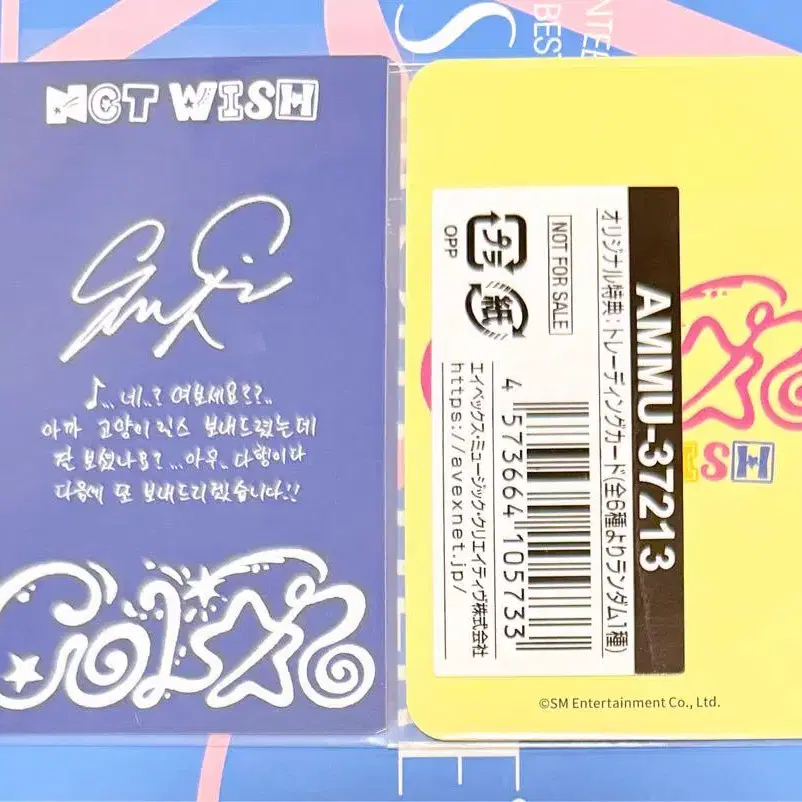 NCT WISH
♪... 네..? 여보세요??..
아까 고양이 릴스 보내드렸는데
잘 보셨나요? ...아우.. 다행이다
다음에 또 보내드리겠습니다!!
COLOR
AMMU-37213
オリジナル特典:トレーディングカード(全6種よりランダム1種)
NOT FOR SALE
プラ
OPP
紙
4 573664 105733
エイベックス・ミュージック・クリエイティヴ株式会社
https://avexnet.jp/
SH
©SM Entertainment Co., Ltd.
BEST